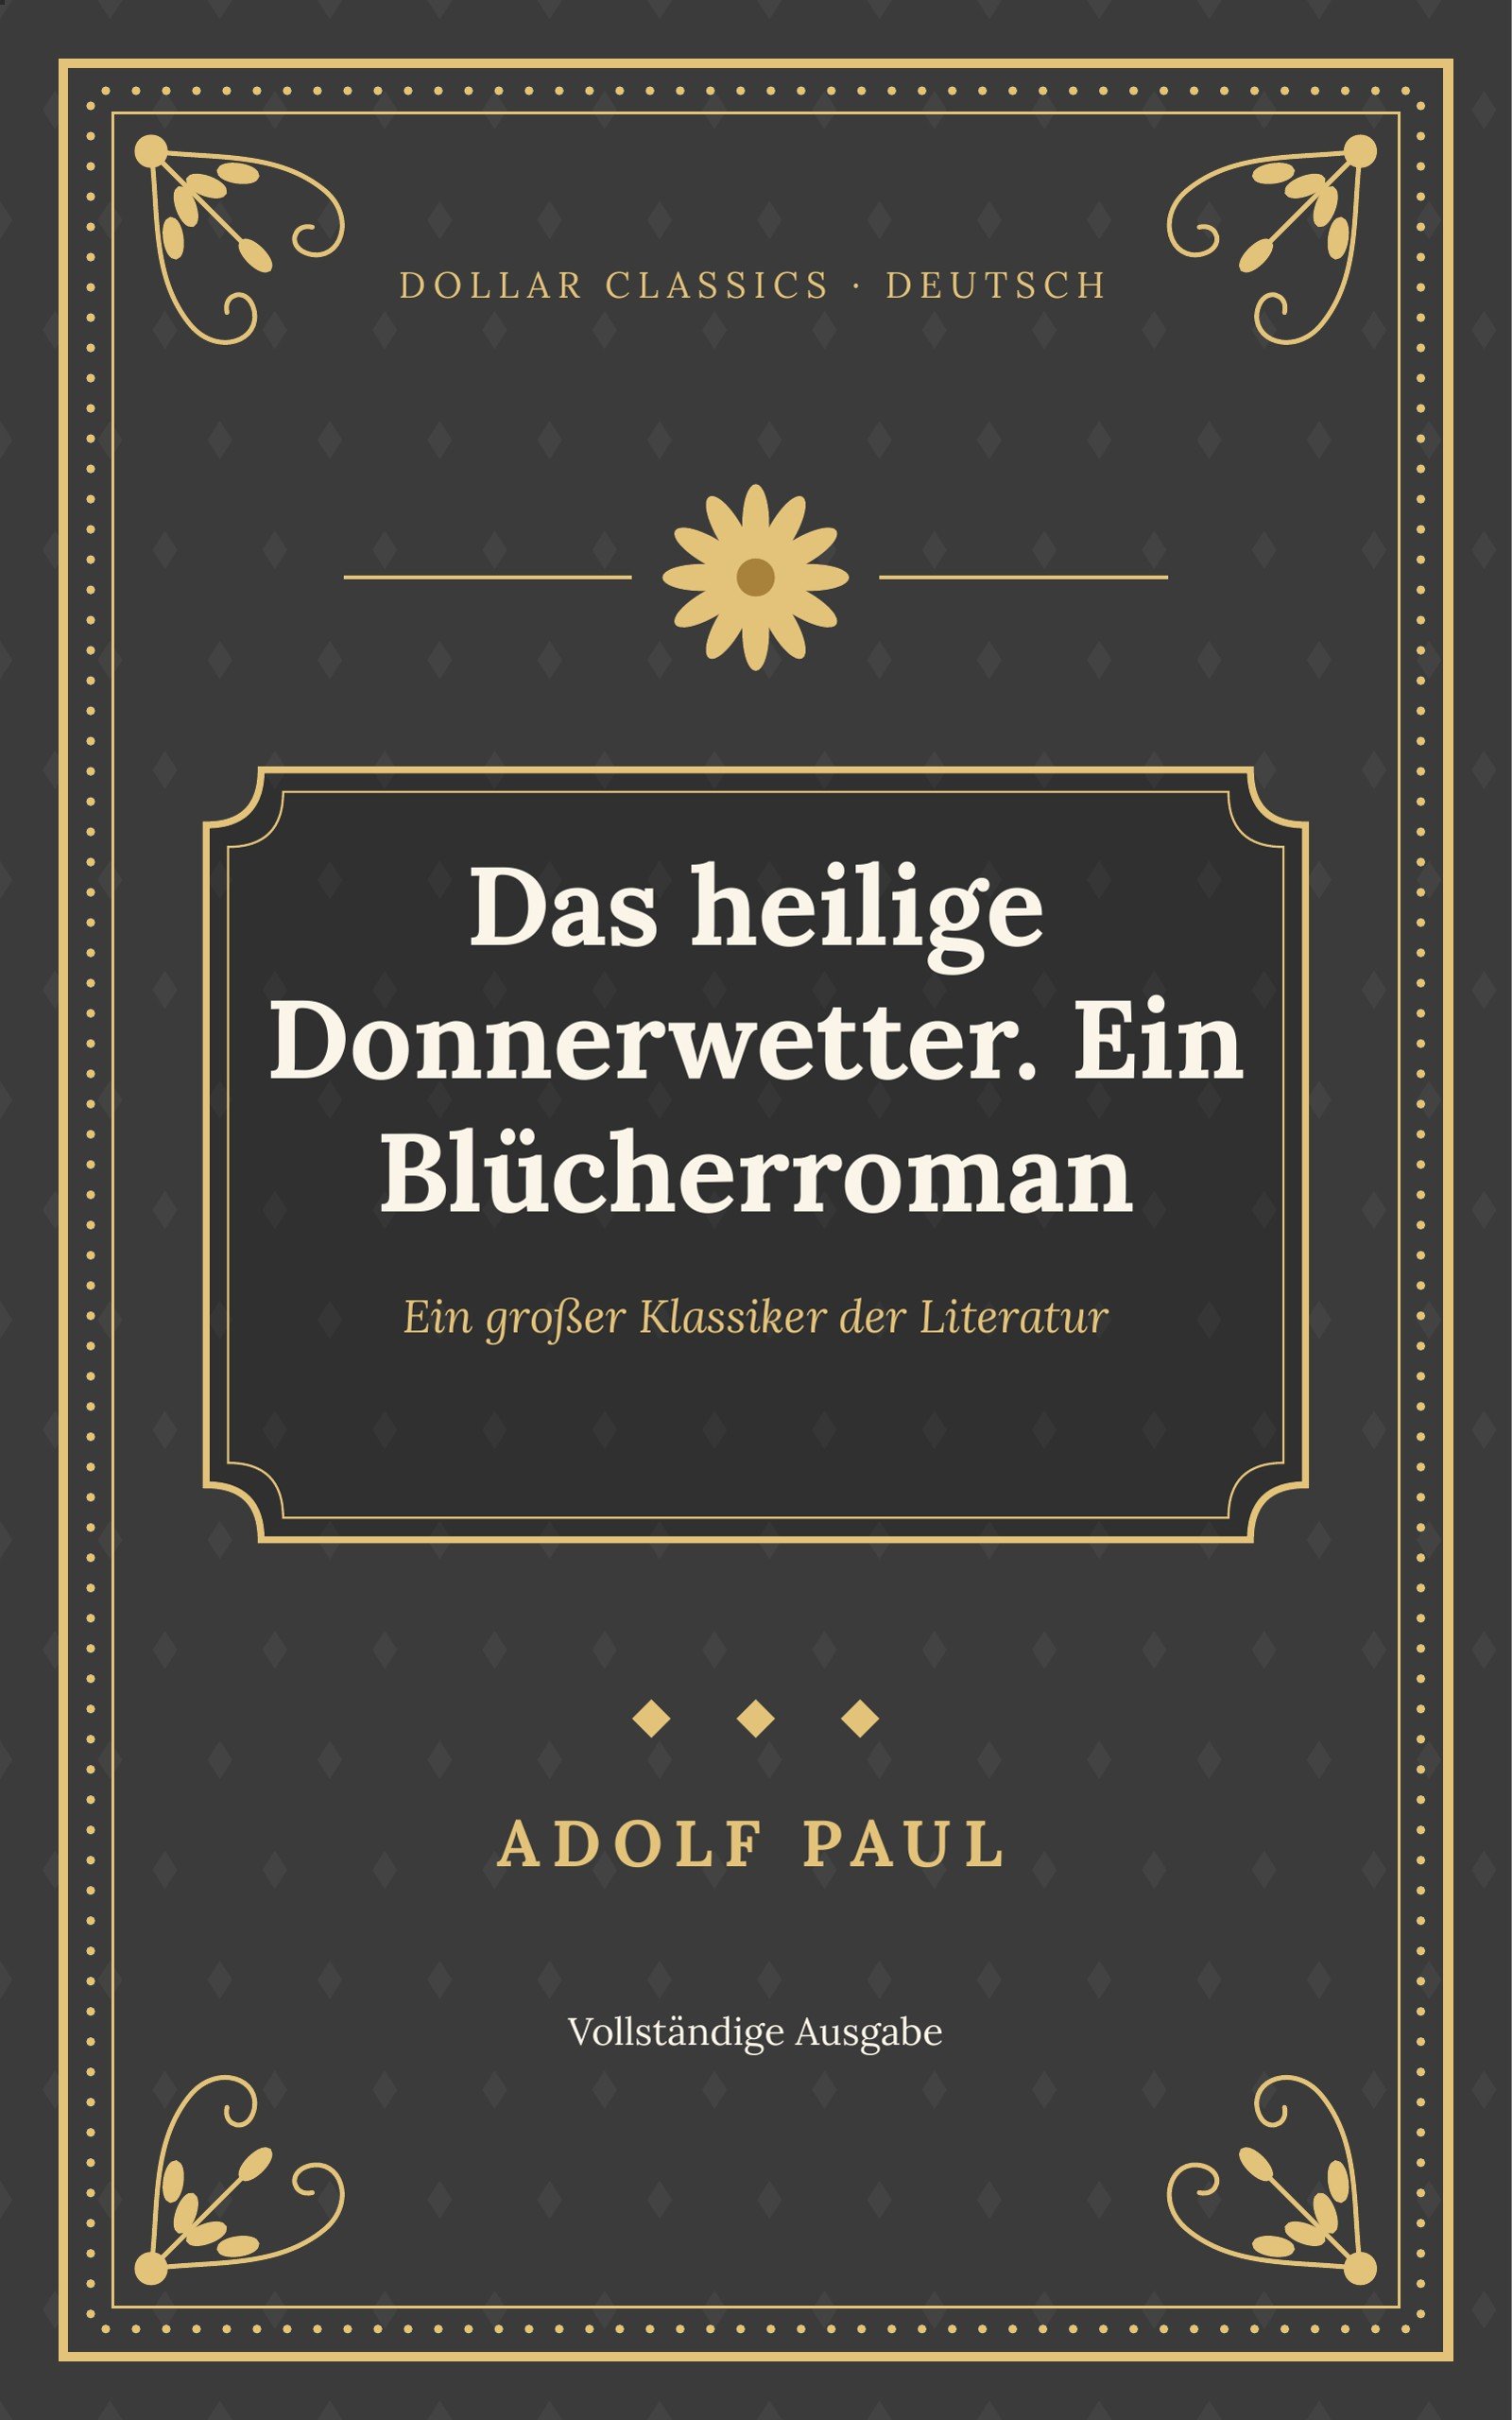 DOLLAR CLASSICS · DEUTSCH
Das heilige
Donnerwetter. Ein
Blücherroman
Ein großer Klassiker der Literatur
ADOLF PAUL
Vollständige Ausgabe